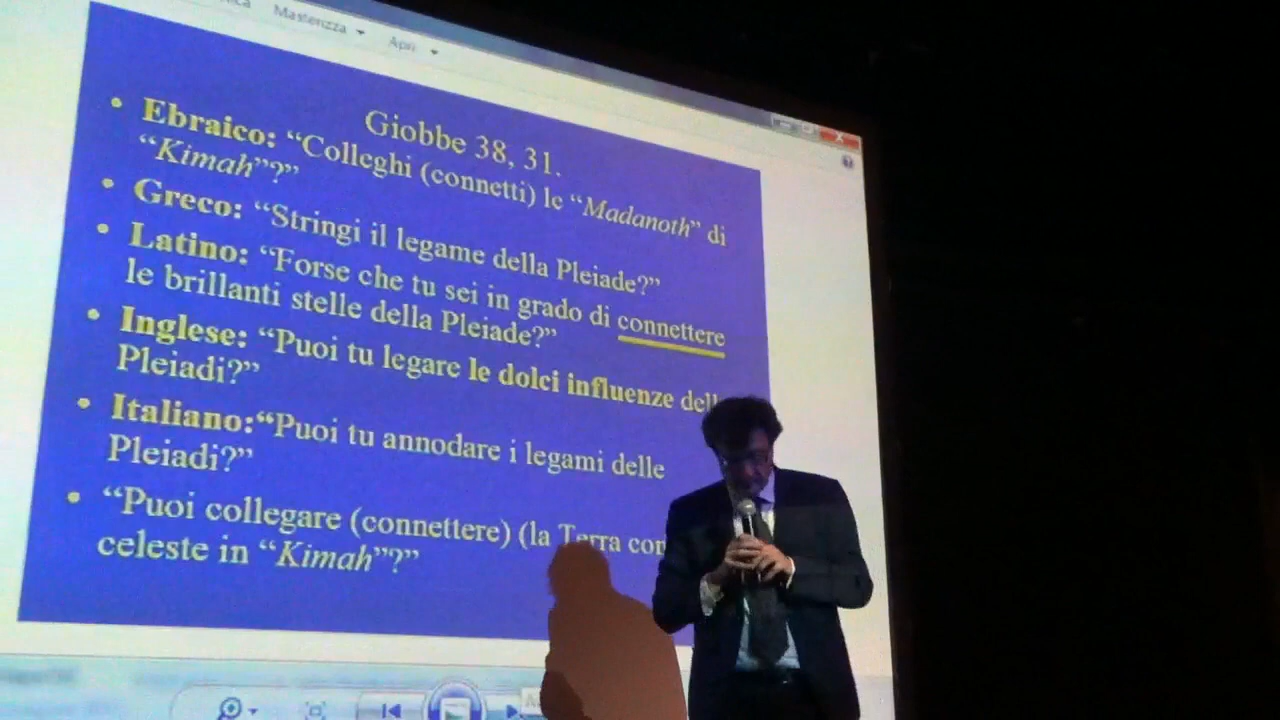 Masterizza
Apri
Giobbe 38, 31.
• Ebraico: “Colleghi (connetti) le “Madanoth” di
“Kimah”?”
• Greco: “Stringi il legame della Pleiade?”
• Latino: “Forse che tu sei in grado di connettere
le brillanti stelle della Pleiade?”
• Inglese: “Puoi tu legare le dolci influenze
Pleiadi?”
• Italiano:“Puoi tu annodare i legami delle
Pleiadi?”
• “Puoi collegare (connettere) (la Terra con
celeste in “Kimah”?”